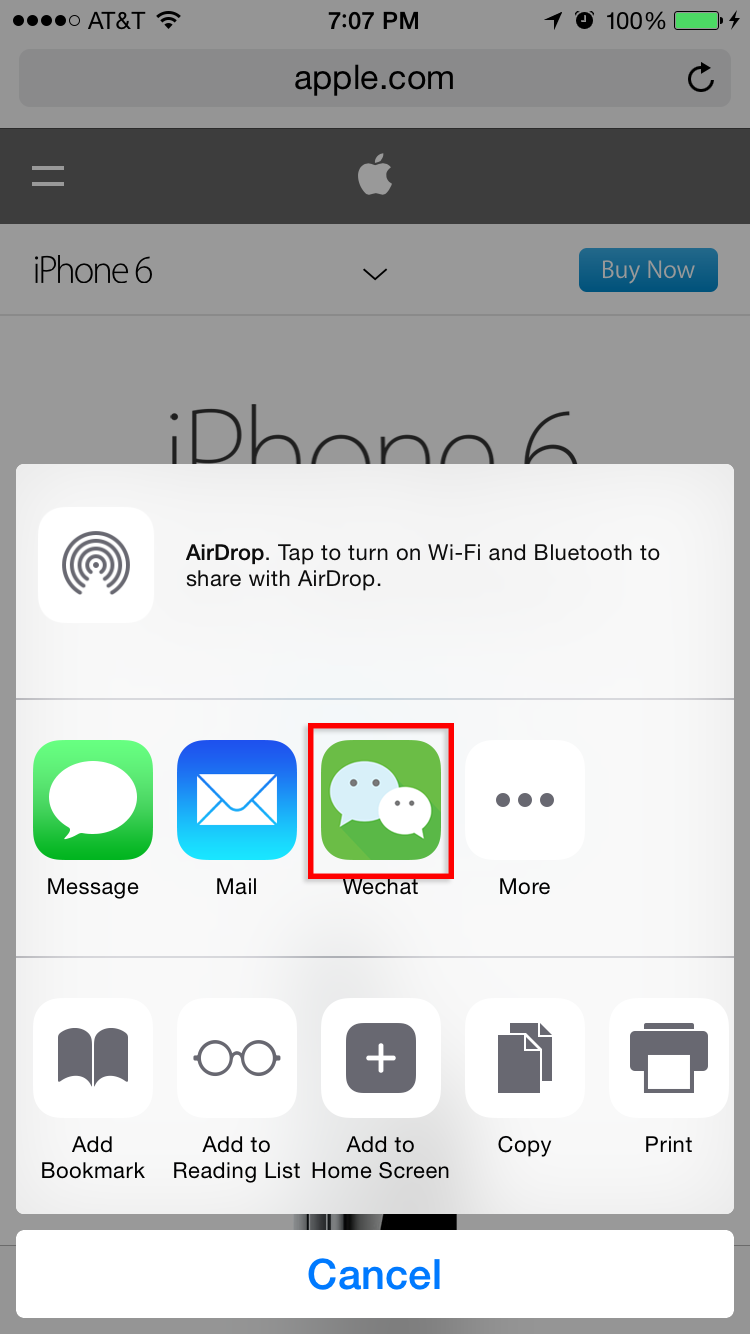 AT&T 7:07 PM 100%
apple.com
iPhone 6 Buy Now
iPhone 6
AirDrop. Tap to turn on Wi-Fi and Bluetooth to
share with AirDrop.
Message Mail Wechat More
Add Add to Add to Copy Print
Bookmark Reading List Home Screen
Cancel